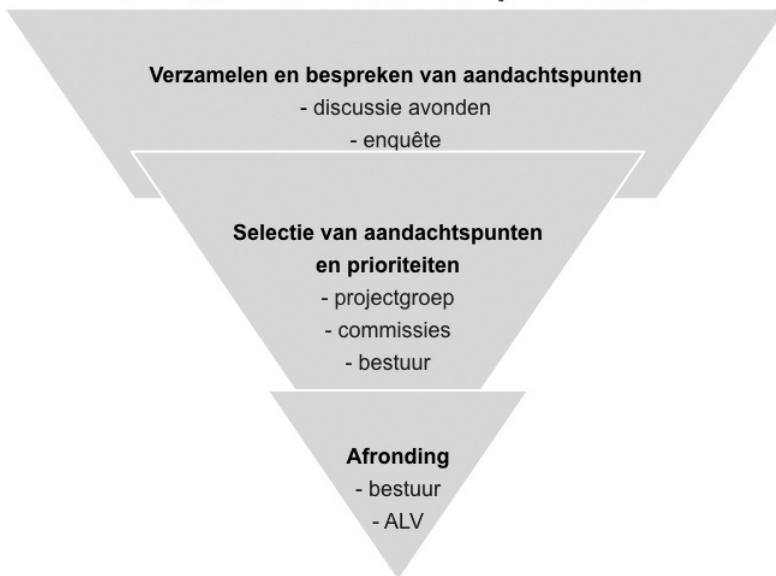 Verzamelen en bespreken van aandachtspunten
- discussie avonden
- enquête
Selectie van aandachtspunten
en prioriteiten
- projectgroep
- commissies
- bestuur
Afronding
- bestuur
- ALV